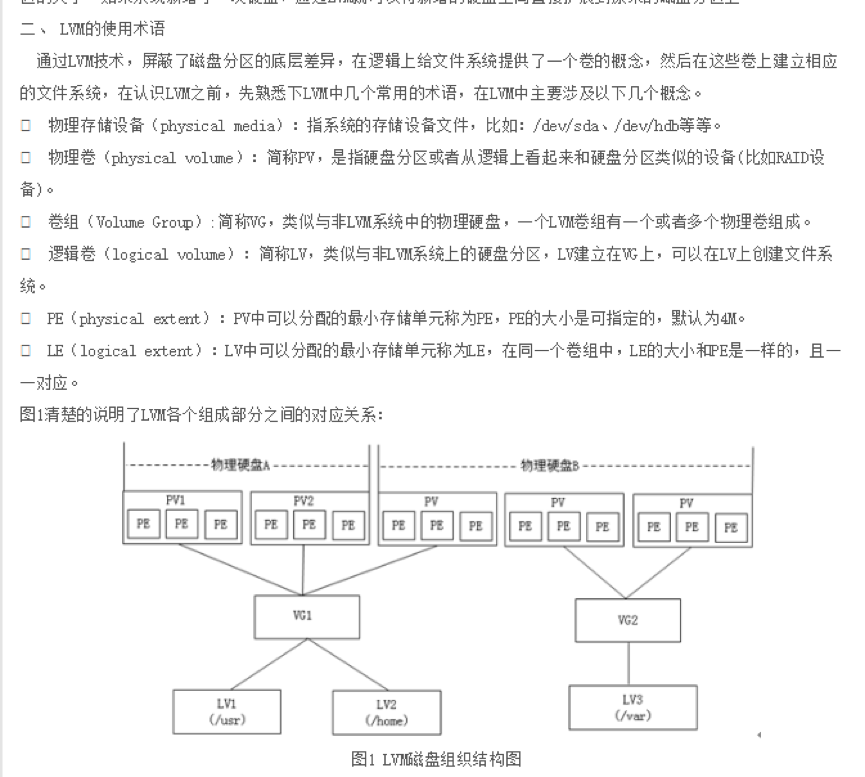 二、 LVM的使用术语
通过LVM技术，屏蔽了磁盘分区的底层差异，在逻辑上给文件系统提供了一个卷的概念，然后在这些卷上建立相应
的文件系统，在认识LVM之前，先熟悉下LVM中几个常用的术语，在LVM中主要涉及以下几个概念。
 物理存储设备（physical media）：指系统的存储设备文件，比如：/dev/sda、/dev/hdb等等。
 物理卷（physical volume）：简称PV，是指硬盘分区或者从逻辑上看起来和硬盘分区类似的设备(比如RAID设
备)。
 卷组（Volume Group）:简称VG，类似与非LVM系统中的物理硬盘，一个LVM卷组有一个或者多个物理卷组成。
 逻辑卷（logical volume）：简称LV，类似与非LVM系统上的硬盘分区，LV建立在VG上，可以在LV上创建文件系
统。
 PE（physical extent）：PV中可以分配的最小存储单元称为PE，PE的大小是可指定的，默认为4M。
 LE（logical extent）：LV中可以分配的最小存储单元称为LE，在同一个卷组中，LE的大小和PE是一样的，且一
一对应。
图1清楚的说明了LVM各个组成部分之间的对应关系：
物理硬盘A 物理硬盘B
PV1 PV2 PV PV PV
PE PE PE PE PE PE PE PE PE PE PE PE PE PE PE
VG1 VG2
LV1 LV2 LV3
(/usr) (/home) (/var)
图1 LVM磁盘组织结构图